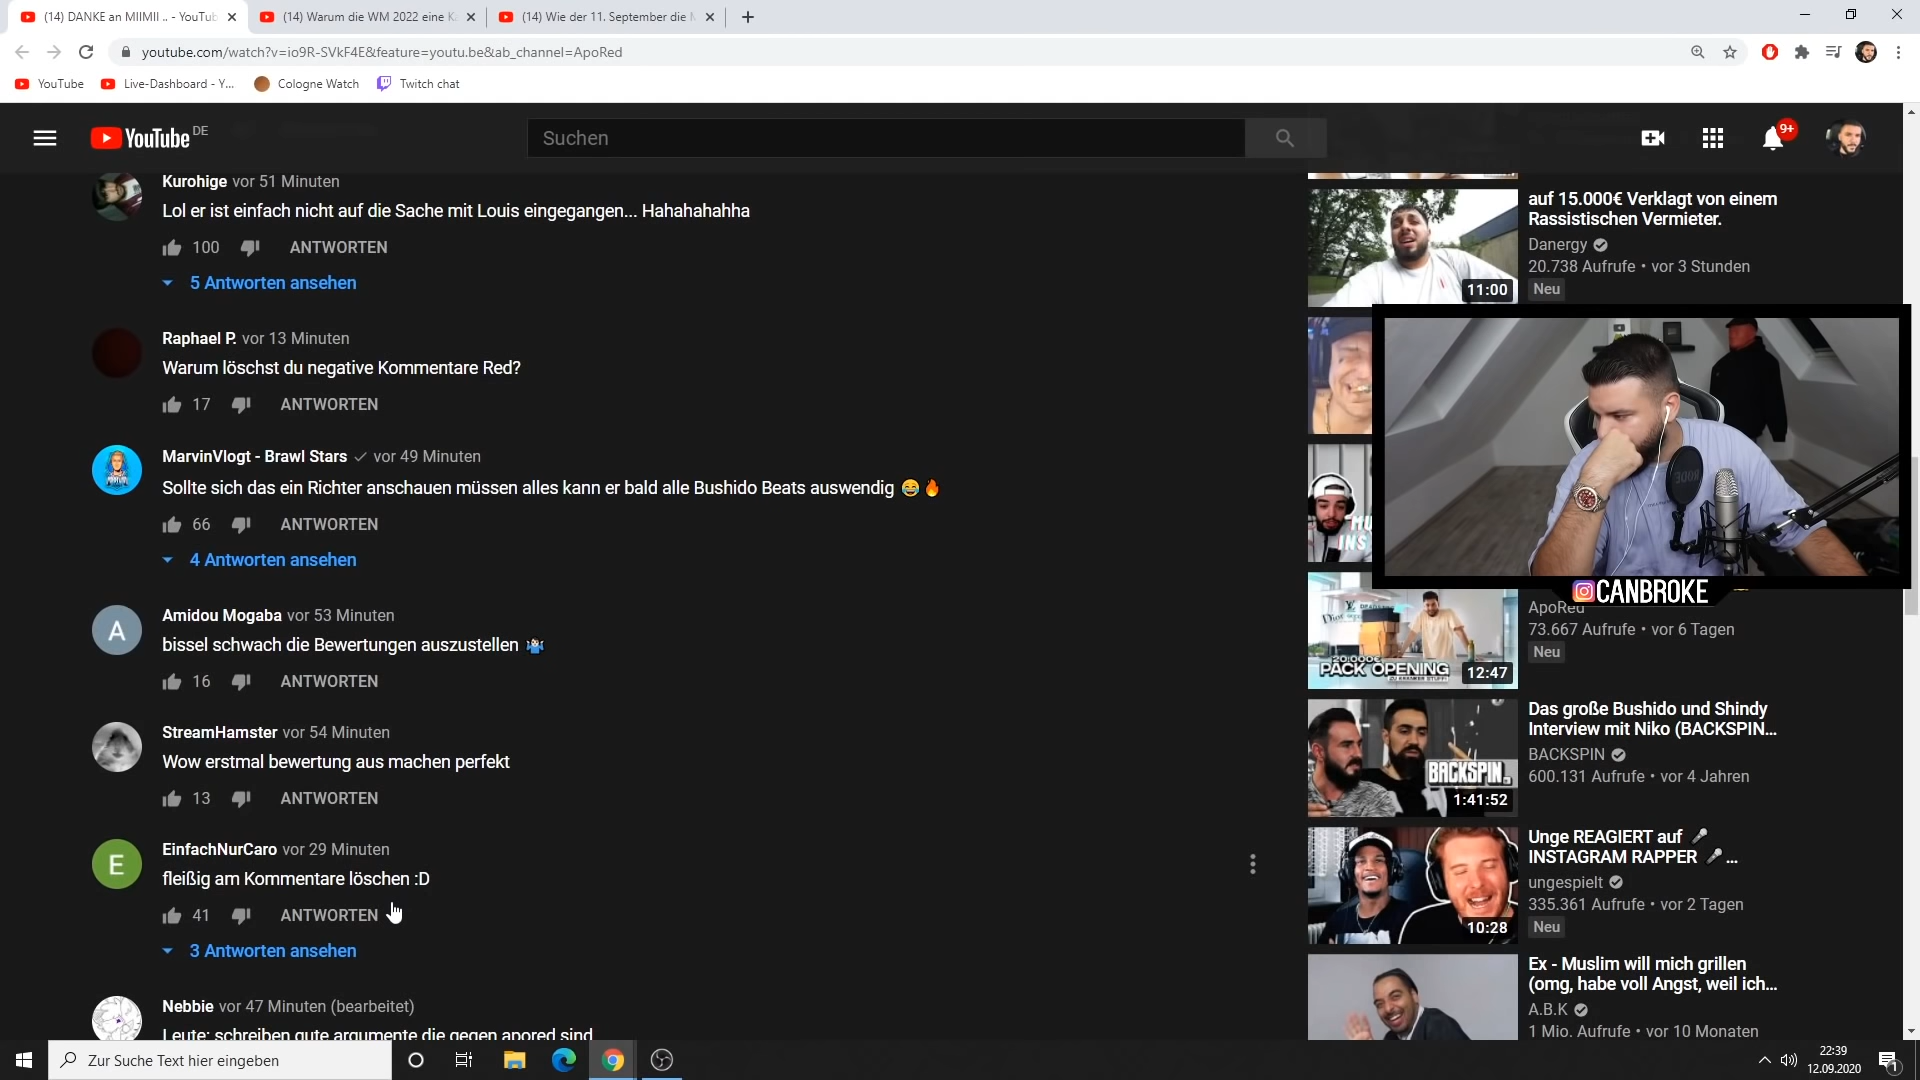 (14) DANKE an MIIMII .. - YouTub
(14) Warum die WM 2022 eine K
(14) Wie der 11. September die
youtube.com/watch?v=io9R-SVkF4E&feature=youtu.be&ab_channel=ApoRed
YouTube
Live-Dashboard - Y...
Cologne Watch
Twitch chat
YouTube DE
Suchen
9+
Kurohige vor 51 Minuten
Lol er ist einfach nicht auf die Sache mit Louis eingegangen... Hahahahahha
100 ANTWORTEN
5 Antworten ansehen
Raphael P. vor 13 Minuten
Warum löschst du negative Kommentare Red?
17 ANTWORTEN
MarvinVlogt - Brawl Stars vor 49 Minuten
Sollte sich das ein Richter anschauen müssen alles kann er bald alle Bushido Beats auswendig 😂🔥
66 ANTWORTEN
4 Antworten ansehen
A
Amidou Mogaba vor 53 Minuten
bissel schwach die Bewertungen auszustellen 🤷
16 ANTWORTEN
StreamHamster vor 54 Minuten
Wow erstmal bewertung aus machen perfekt
13 ANTWORTEN
E
EinfachNurCaro vor 29 Minuten
fleißig am Kommentare löschen :D
41 ANTWORTEN
3 Antworten ansehen
Nebbie vor 47 Minuten (bearbeitet)
Leute: schreiben gute argumente die gegen apored sind
11:00
auf 15.000€ Verklagt von einem
Rassistischen Vermieter.
Danergy
20.738 Aufrufe • vor 3 Stunden
Neu
MU
INS
CANBROKE
20.000€
PACK OPENING
12:47
ApoRed
73.667 Aufrufe • vor 6 Tagen
Neu
BACKSPIN.
1:41:52
Das große Bushido und Shindy
Interview mit Niko (BACKSPIN...
BACKSPIN
600.131 Aufrufe • vor 4 Jahren
10:28
Unge REAGIERT auf 🎤
INSTAGRAM RAPPER 🎤 ...
ungespielt
335.361 Aufrufe • vor 2 Tagen
Neu
Ex - Muslim will mich grillen
(omg, habe voll Angst, weil ich...
A.B.K
1 Mio. Aufrufe • vor 10 Monaten
Zur Suche Text hier eingeben
22:39
12.09.2020
1